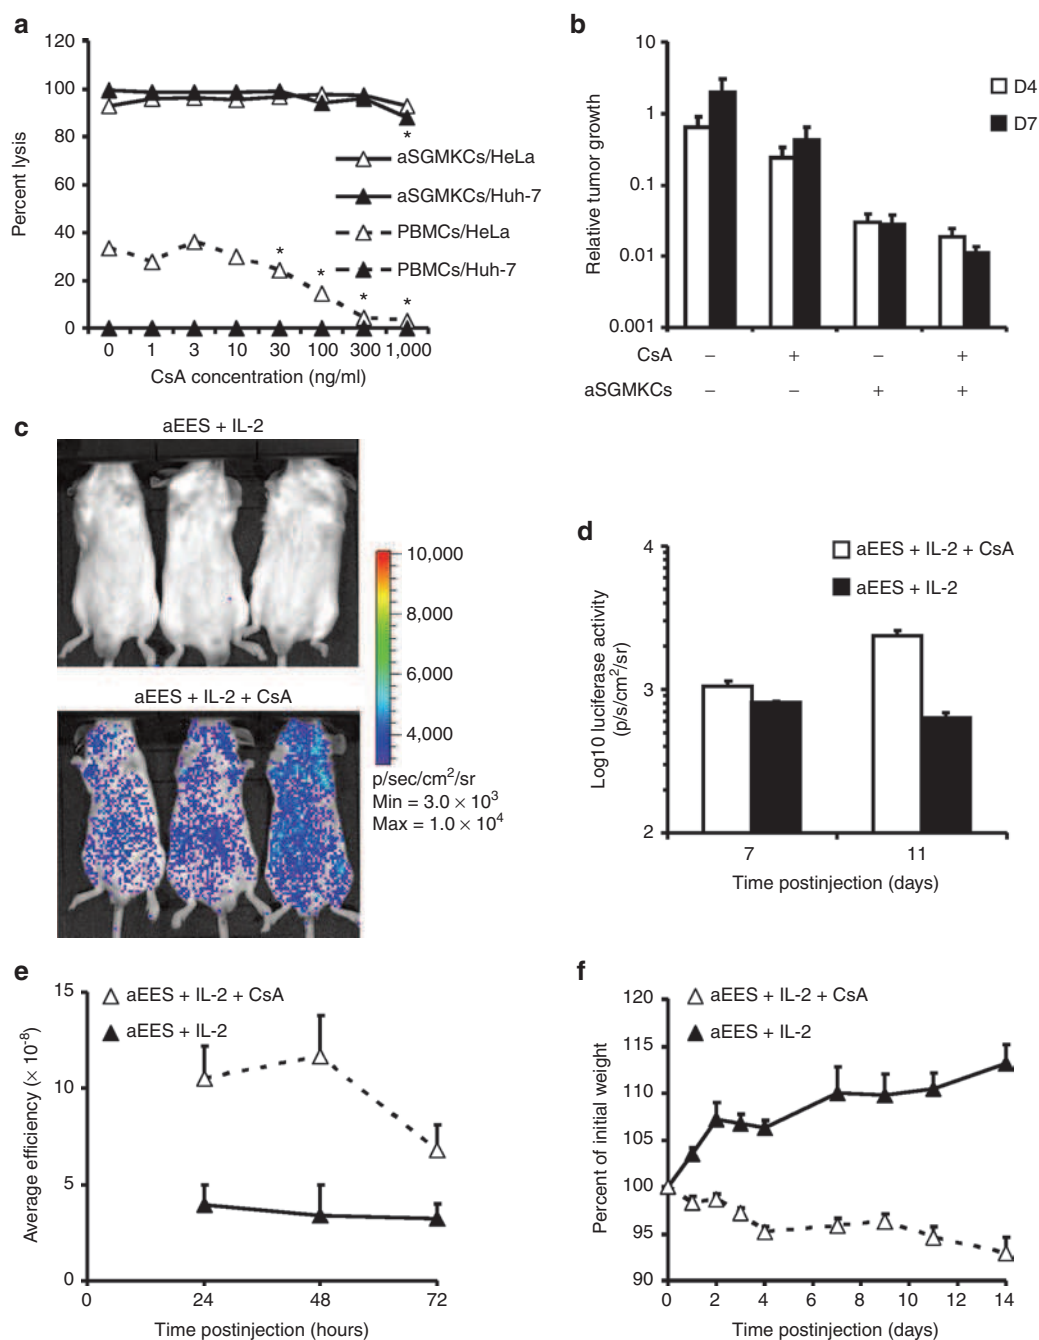 a
120
100
80
60
40
20
0
Percent lysis
*
aSGMKCs/HeLa
aSGMKCs/Huh-7
PBMCs/HeLa
PBMCs/Huh-7
* * * *
0 1 3 10 30 100 300 1,000
CsA concentration (ng/ml)
b
10
1
0.1
0.01
0.001
Relative tumor growth
D4
D7
CsA – + – +
aSGMKCs – – + +
c
aEES + IL-2
aEES + IL-2 + CsA
10,000
8,000
6,000
4,000
p/sec/cm²/sr
Min = 3.0 × 10³
Max = 1.0 × 10⁴
d
4
3
2
Log10 luciferase activity
(p/s/cm²/sr)
aEES + IL-2 + CsA
aEES + IL-2
7 11
Time postinjection (days)
e
15
10
5
0
Average efficiency (× 10⁻⁸)
aEES + IL-2 + CsA
aEES + IL-2
0 24 48 72
Time postinjection (hours)
f
120
115
110
105
100
95
90
Percent of initial weight
aEES + IL-2 + CsA
aEES + IL-2
0 2 4 6 8 10 12 14
Time postinjection (days)